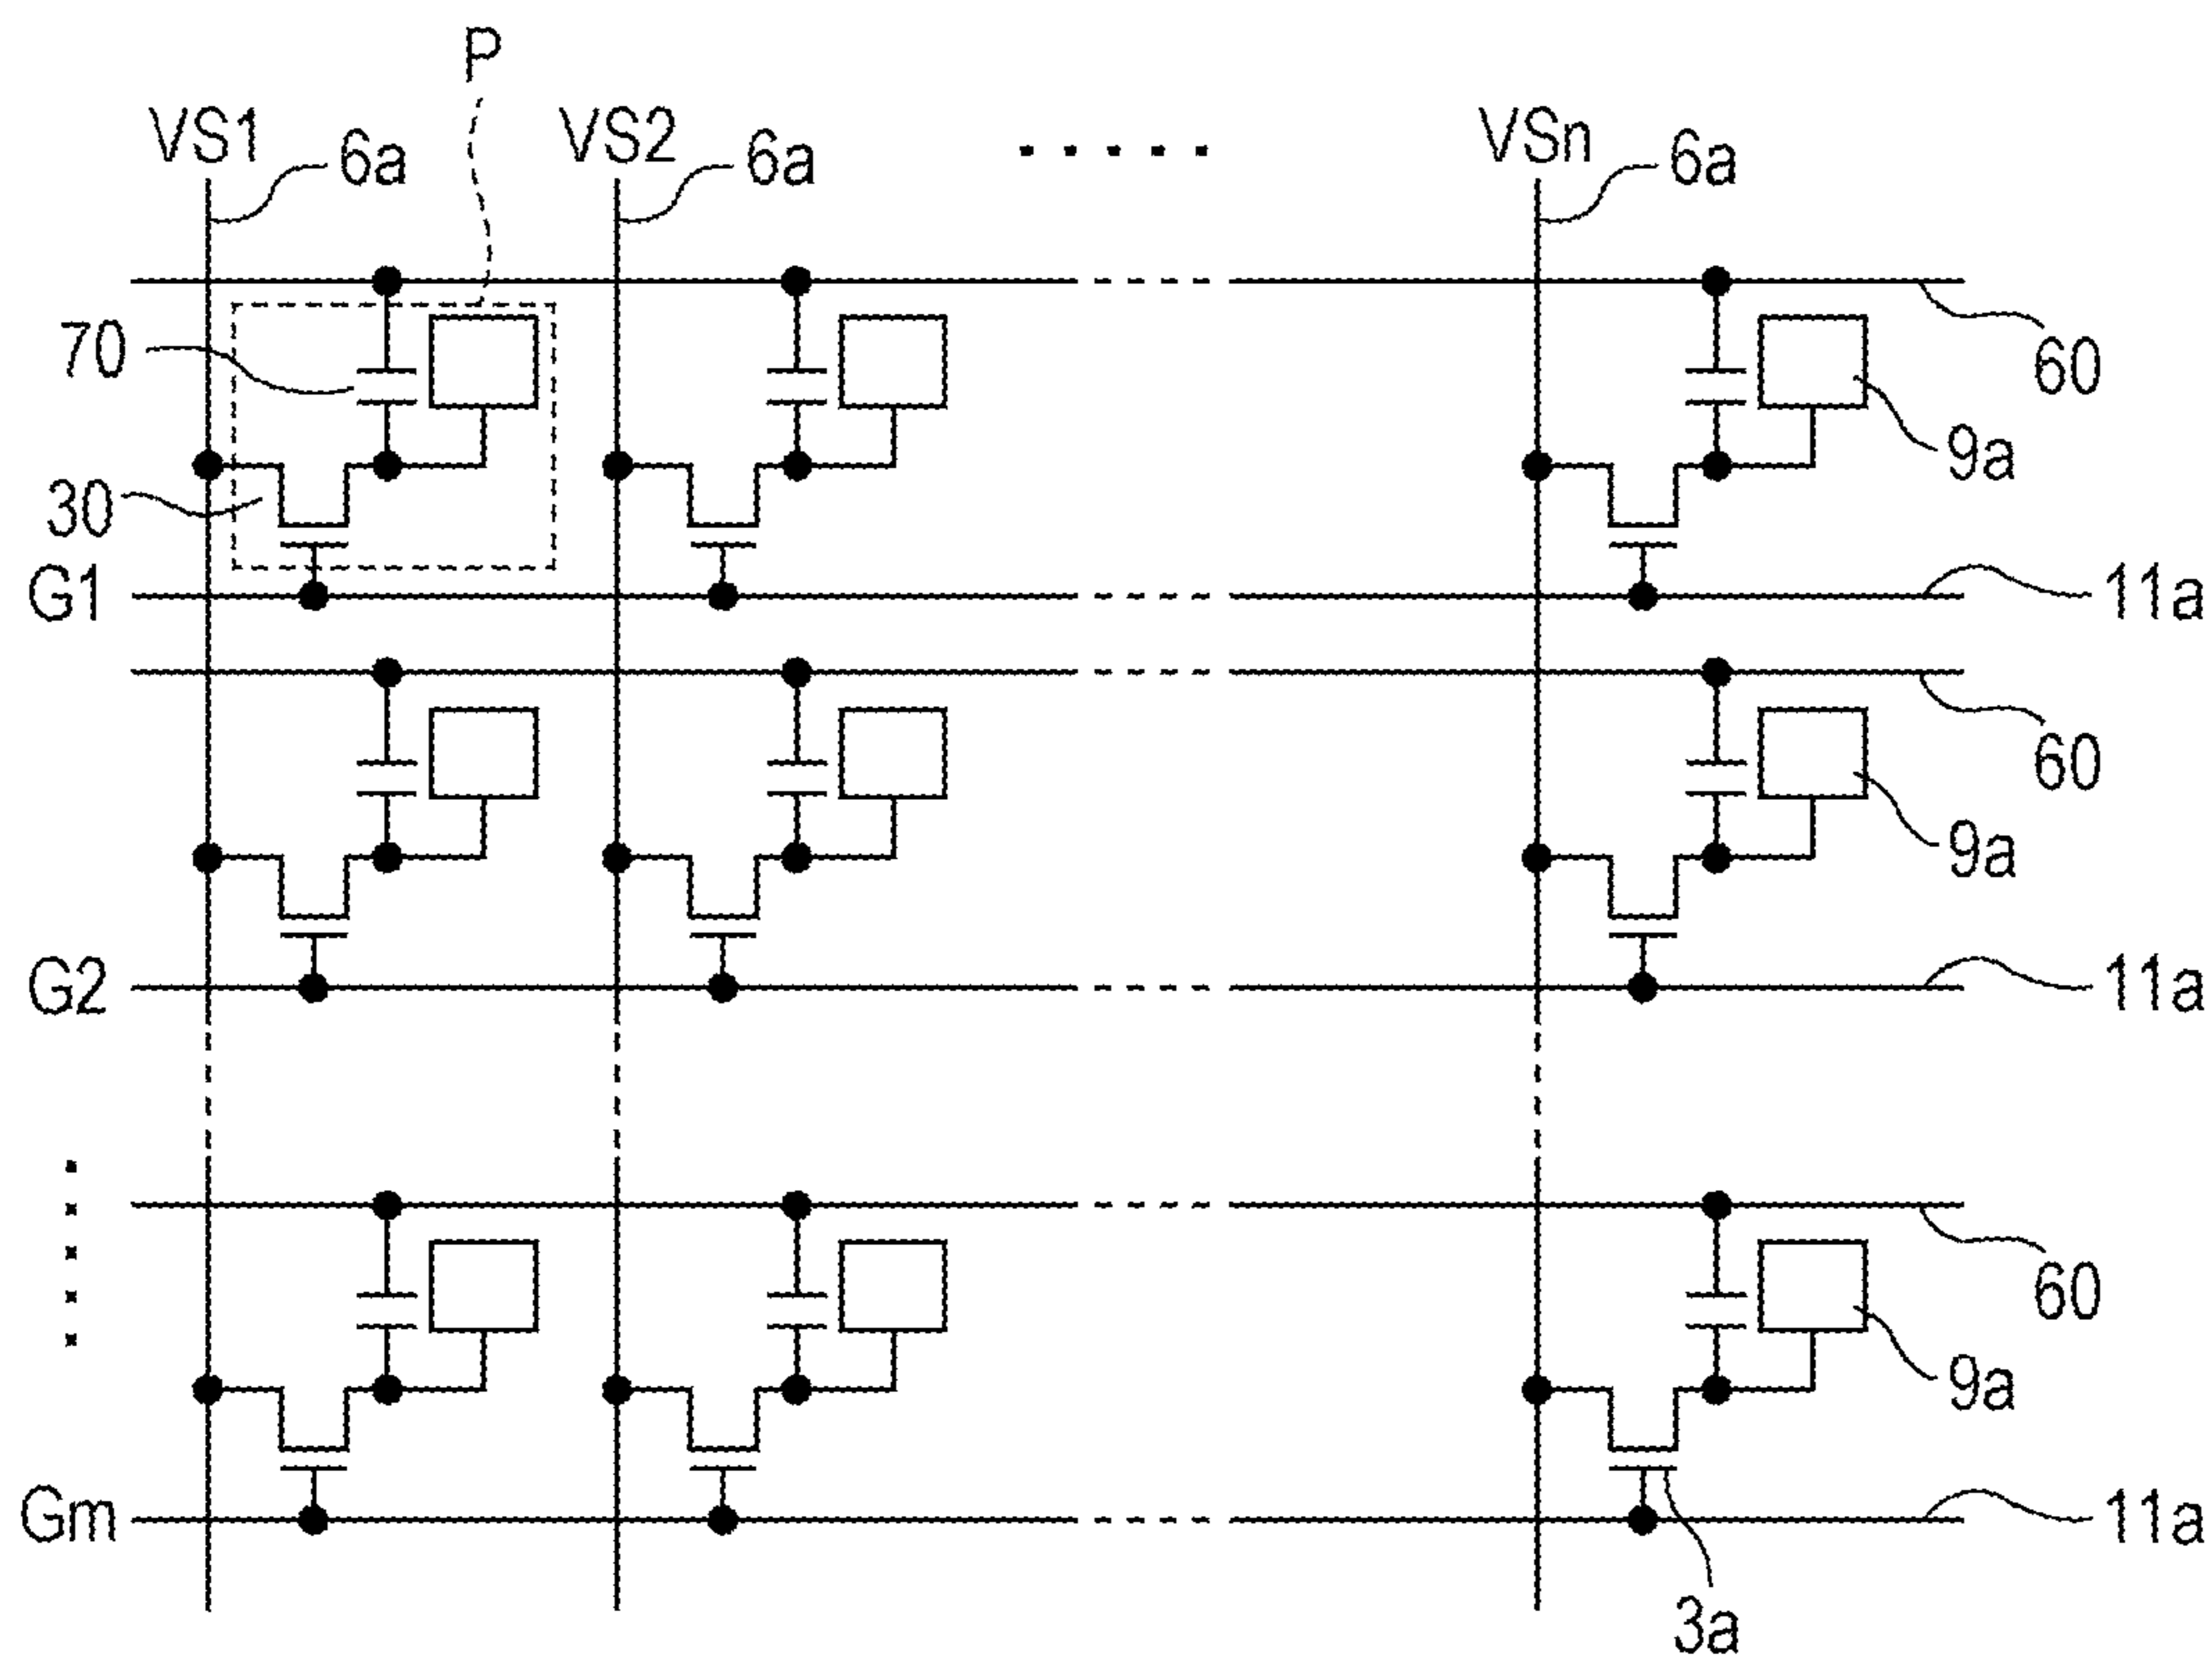 P
VS1 6a VS2 6a ..... VSn 6a
70 60
9a
30
G1 11a
60
9a
G2 11a
60
9a
Gm 11a
3a